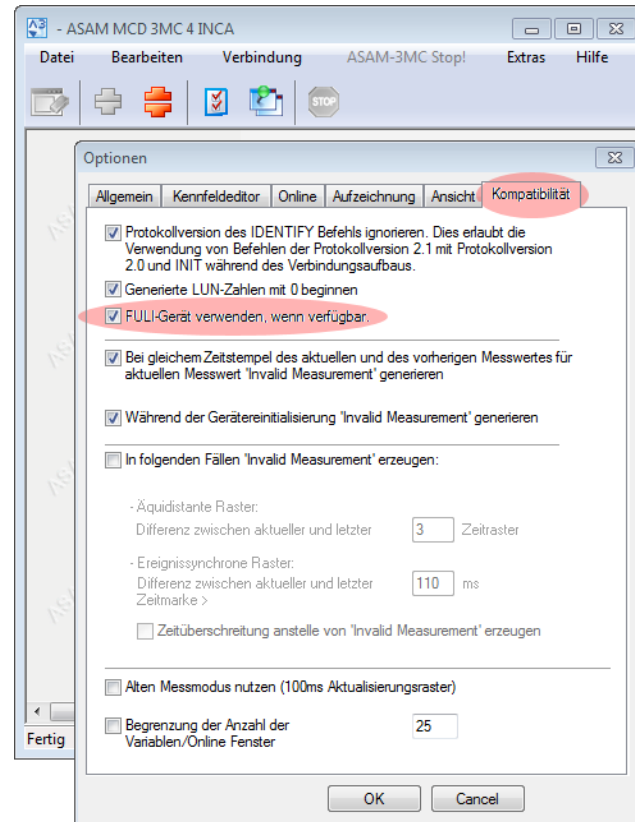 - ASAM MCD 3MC 4 INCA
Datei Bearbeiten Verbindung ASAM-3MC Stop! Extras Hilfe
STOP
Optionen
Allgemein Kennfeldeditor Online Aufzeichnung Ansicht Kompatibilität
Protokollversion des IDENTIFY Befehls ignorieren. Dies erlaubt die
Verwendung von Befehlen der Protokollversion 2.1 mit Protokollversion
2.0 und INIT während des Verbindungsaufbaus.
Generierte LUN-Zahlen mit 0 beginnen
FULI-Gerät verwenden, wenn verfügbar.
Bei gleichem Zeitstempel des aktuellen und des vorherigen Messwertes für
aktuellen Messwert 'Invalid Measurement' generieren
Während der Gerätereinitialisierung 'Invalid Measurement' generieren
In folgenden Fällen 'Invalid Measurement' erzeugen:
- Äquidistante Raster:
Differenz zwischen aktueller und letzter 3 Zeitraster
- Ereignissynchrone Raster:
Differenz zwischen aktueller und letzter 110 ms
Zeitmarke >
Zeitüberschreitung anstelle von 'Invalid Measurement' erzeugen
Alten Messmodus nutzen (100ms Aktualisierungsraster)
Begrenzung der Anzahl der 25
Variablen/Online Fenster
Fertig
OK Cancel